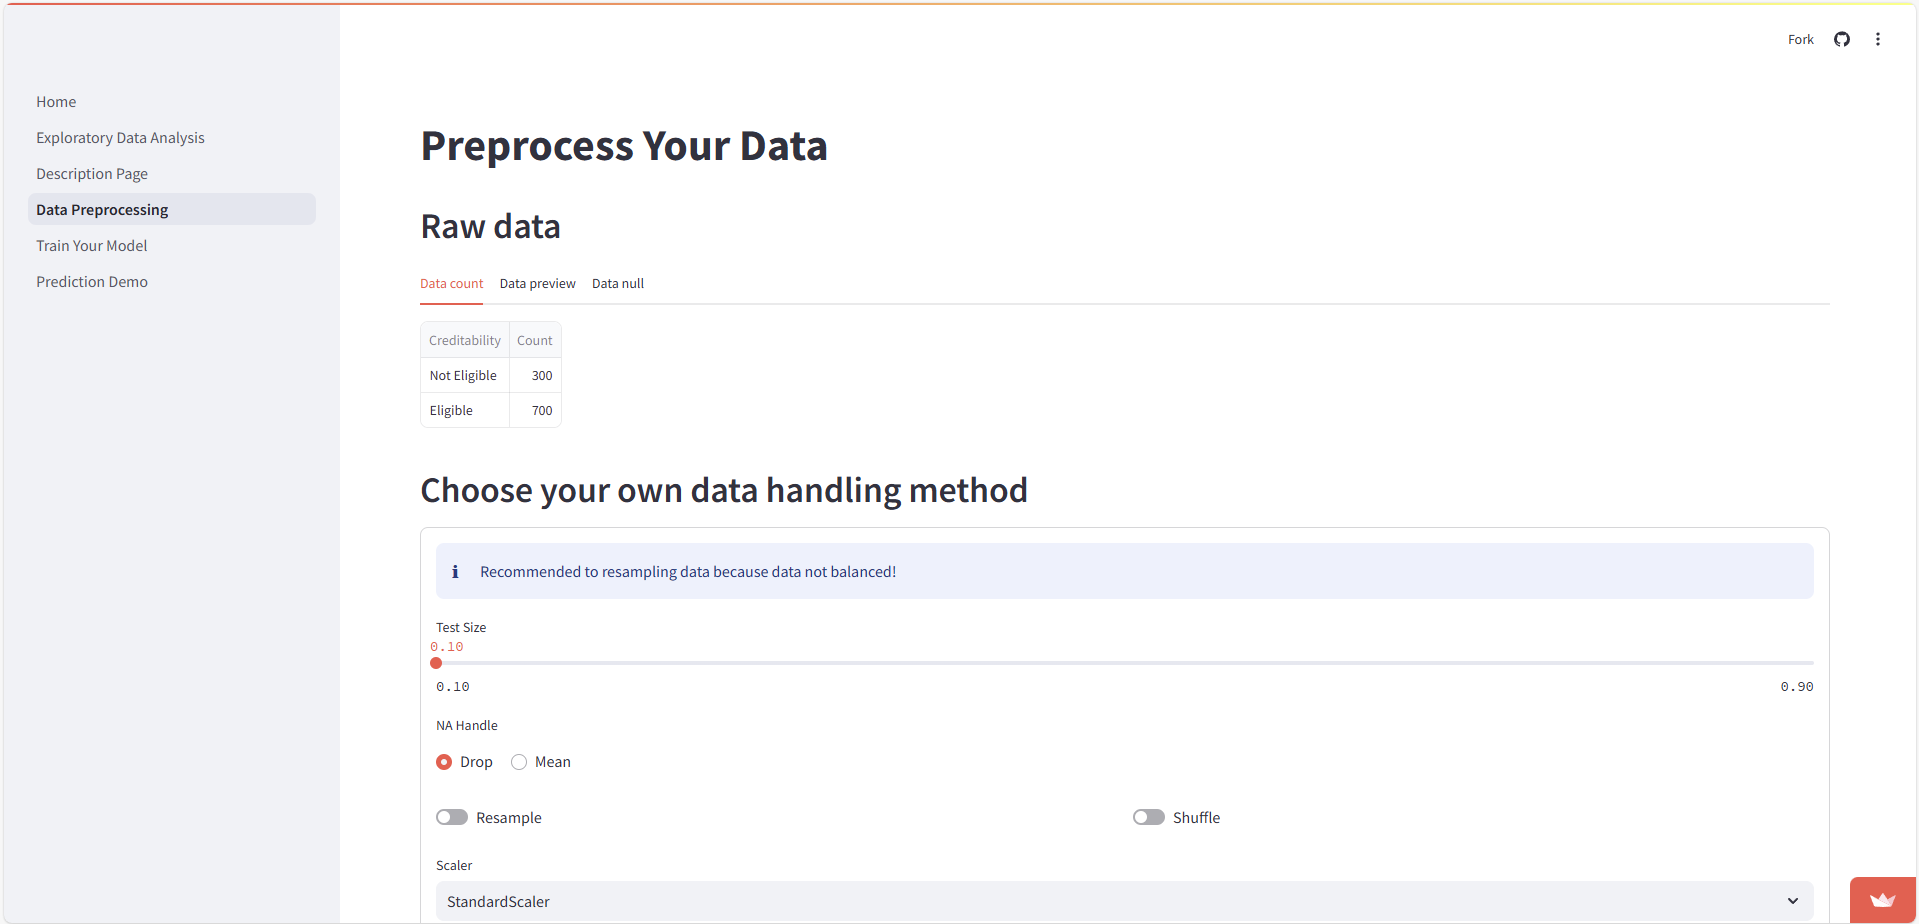 Fork
Home
Exploratory Data Analysis
Description Page
Data Preprocessing
Train Your Model
Prediction Demo
Preprocess Your Data
Raw data
Data count Data preview Data null
Creditability Count
Not Eligible 300
Eligible 700
Choose your own data handling method
Recommended to resampling data because data not balanced!
Test Size
0.10
0.10 0.90
NA Handle
Drop Mean
Resample Shuffle
Scaler
StandardScaler